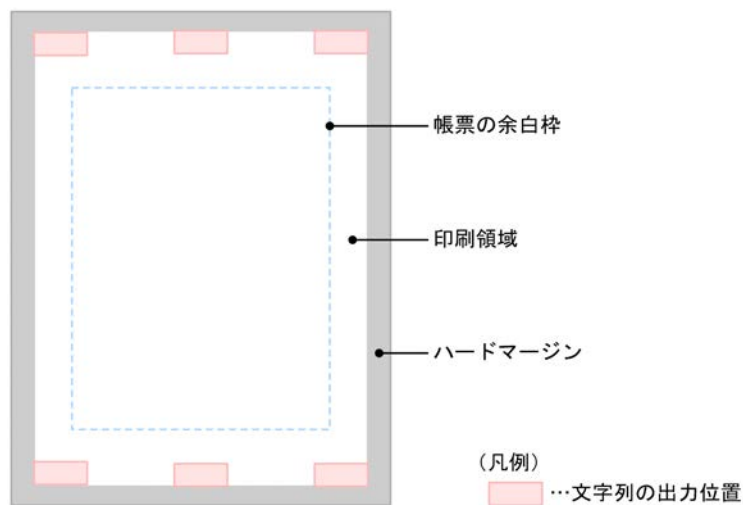 帳票の余白枠
印刷領域
ハードマージン
（凡例）
…文字列の出力位置